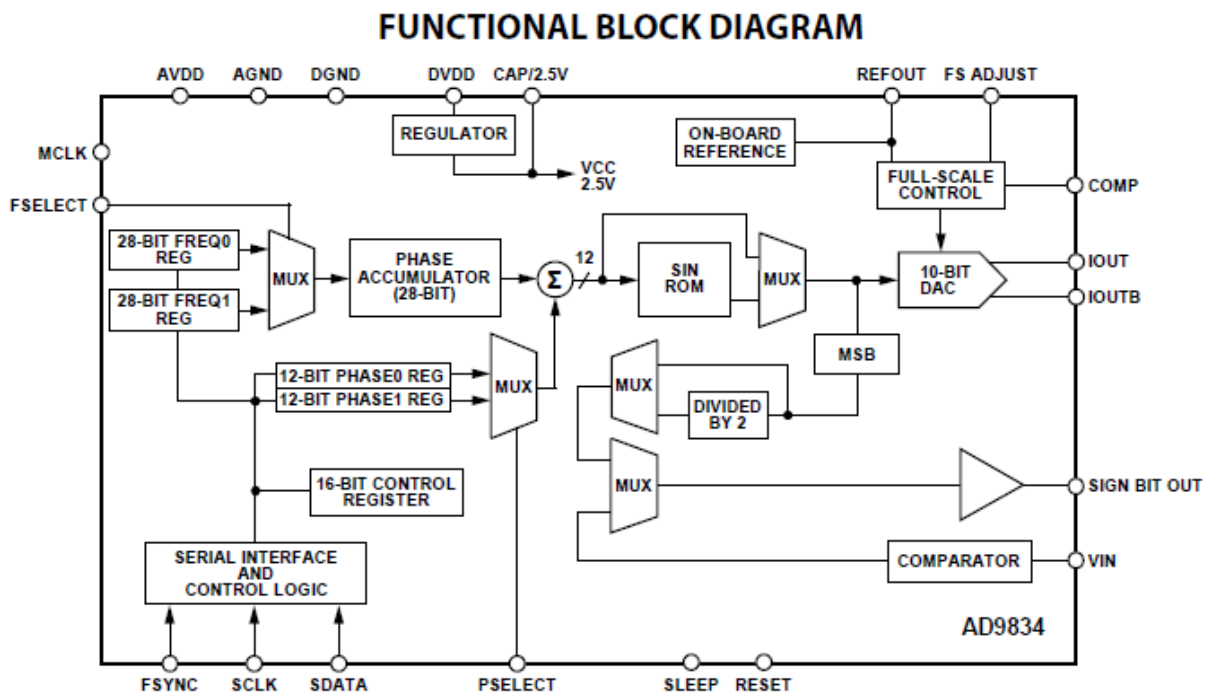 FUNCTIONAL BLOCK DIAGRAM
AVDD
AGND
DGND
DVDD
CAP/2.5V
REFOUT
FS ADJUST
REGULATOR
ON-BOARD
REFERENCE
MCLK
VCC
2.5V
FULL-SCALE
CONTROL
COMP
FSELECT
28-BIT FREQ0
REG
MUX
PHASE
ACCUMULATOR
(28-BIT)
Σ
12
SIN
ROM
MUX
10-BIT
DAC
IOUT
IOUTB
28-BIT FREQ1
REG
12-BIT PHASE0 REG
12-BIT PHASE1 REG
MUX
MUX
MSB
DIVIDED
BY 2
16-BIT CONTROL
REGISTER
MUX
SIGN BIT OUT
SERIAL INTERFACE
AND
CONTROL LOGIC
COMPARATOR
VIN
AD9834
FSYNC
SCLK
SDATA
PSELECT
SLEEP
RESET